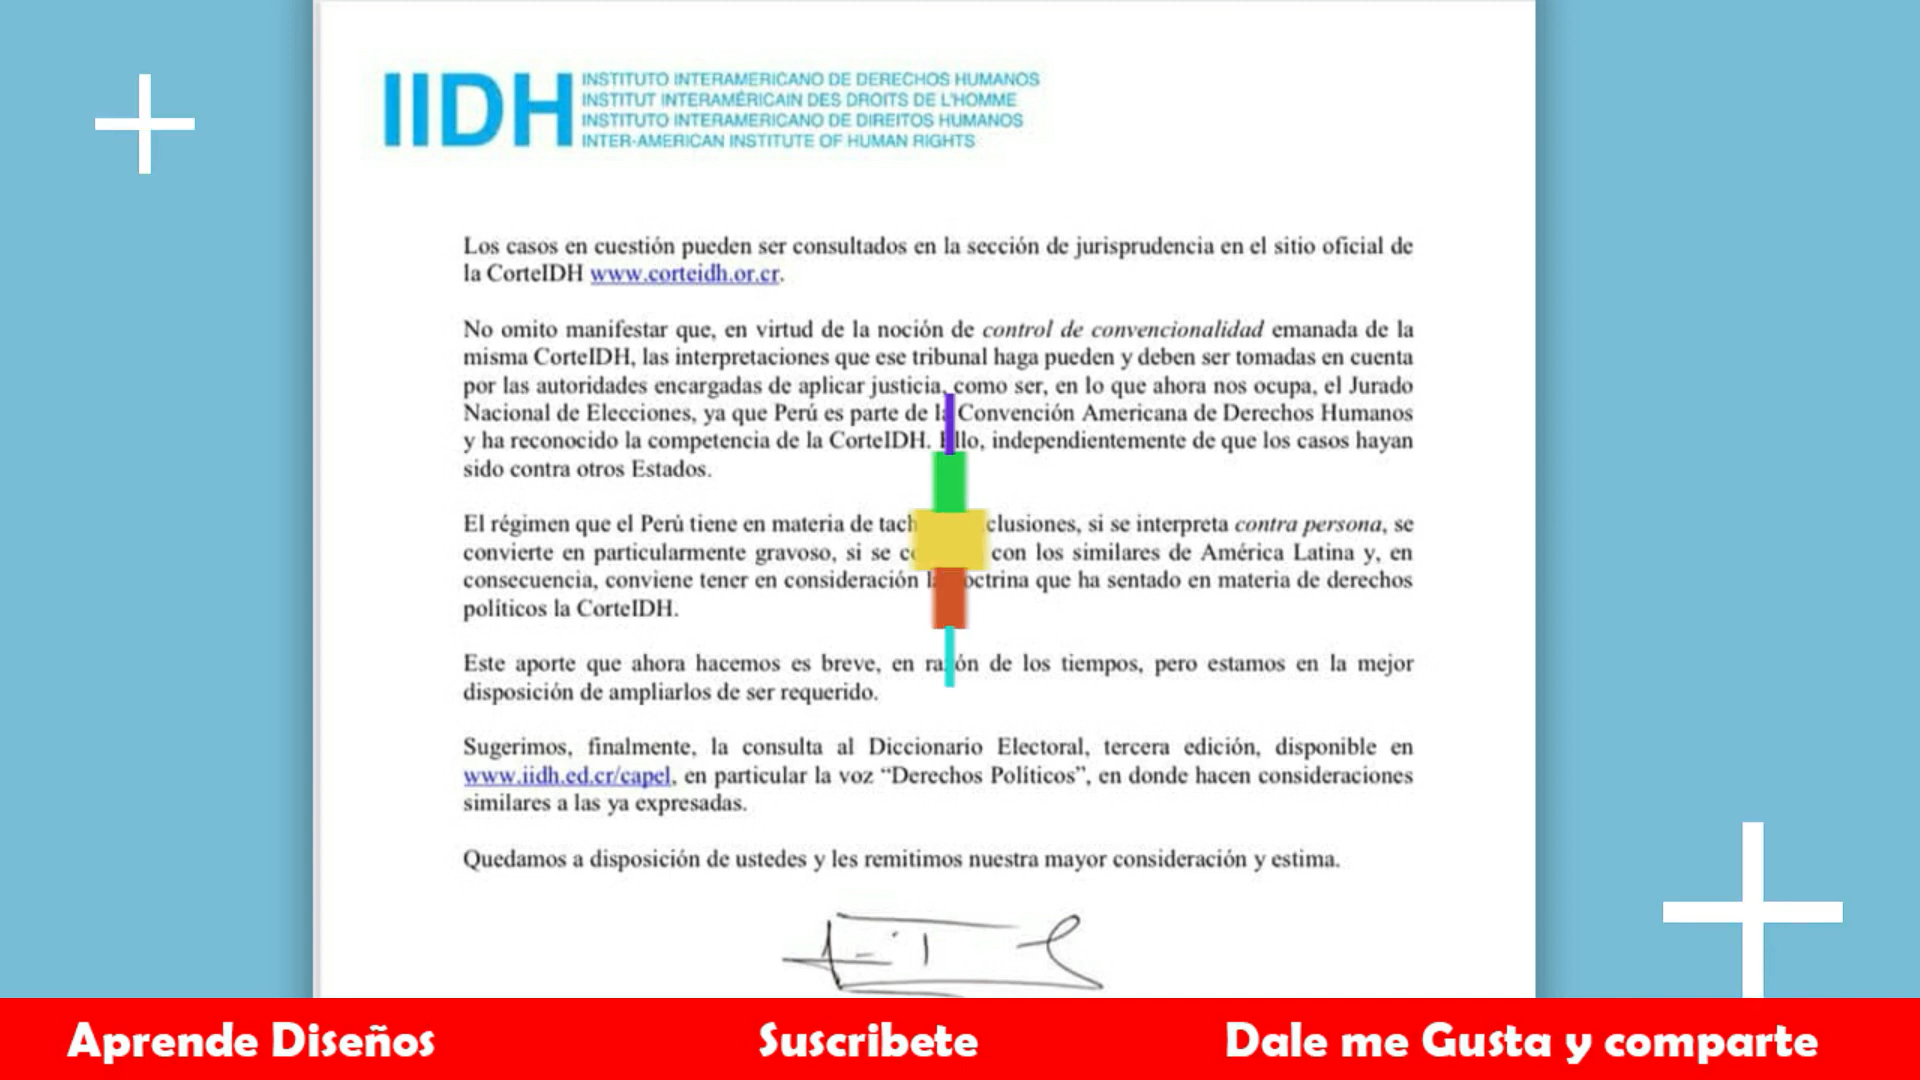 IIDH
INSTITUTO INTERAMERICANO DE DERECHOS HUMANOS
INSTITUT INTERAMÉRICAIN DES DROITS DE L'HOMME
INSTITUTO INTERAMERICANO DE DIREITOS HUMANOS
INTER-AMERICAN INSTITUTE OF HUMAN RIGHTS
Los casos en cuestión pueden ser consultados en la sección de jurisprudencia en el sitio oficial de
la CorteIDH www.corteidh.or.cr.
No omito manifestar que, en virtud de la noción de control de convencionalidad emanada de la
misma CorteIDH, las interpretaciones que ese tribunal haga pueden y deben ser tomadas en cuenta
por las autoridades encargadas de aplicar justicia, como ser, en lo que ahora nos ocupa, el Jurado
Nacional de Elecciones, ya que Perú es parte de la Convención Americana de Derechos Humanos
y ha reconocido la competencia de la CorteIDH. Ello, independientemente de que los casos hayan
sido contra otros Estados.
El régimen que el Perú tiene en materia de si se interpreta contra persona, se
convierte en particularmente gravoso, si se con los similares de América Latina y, en
consecuencia, conviene tener en consideración la doctrina que ha sentado en materia de derechos
políticos la CorteIDH.
Este aporte que ahora hacemos es breve, en razón de los tiempos, pero estamos en la mejor
disposición de ampliarlos de ser requerido.
Sugerimos, finalmente, la consulta al Diccionario Electoral, tercera edición, disponible en
www.iidh.ed.cr/capel, en particular la voz “Derechos Políticos”, en donde hacen consideraciones
similares a las ya expresadas.
Quedamos a disposición de ustedes y les remitimos nuestra mayor consideración y estima.
Aprende Diseños
Suscribete
Dale me Gusta y comparte